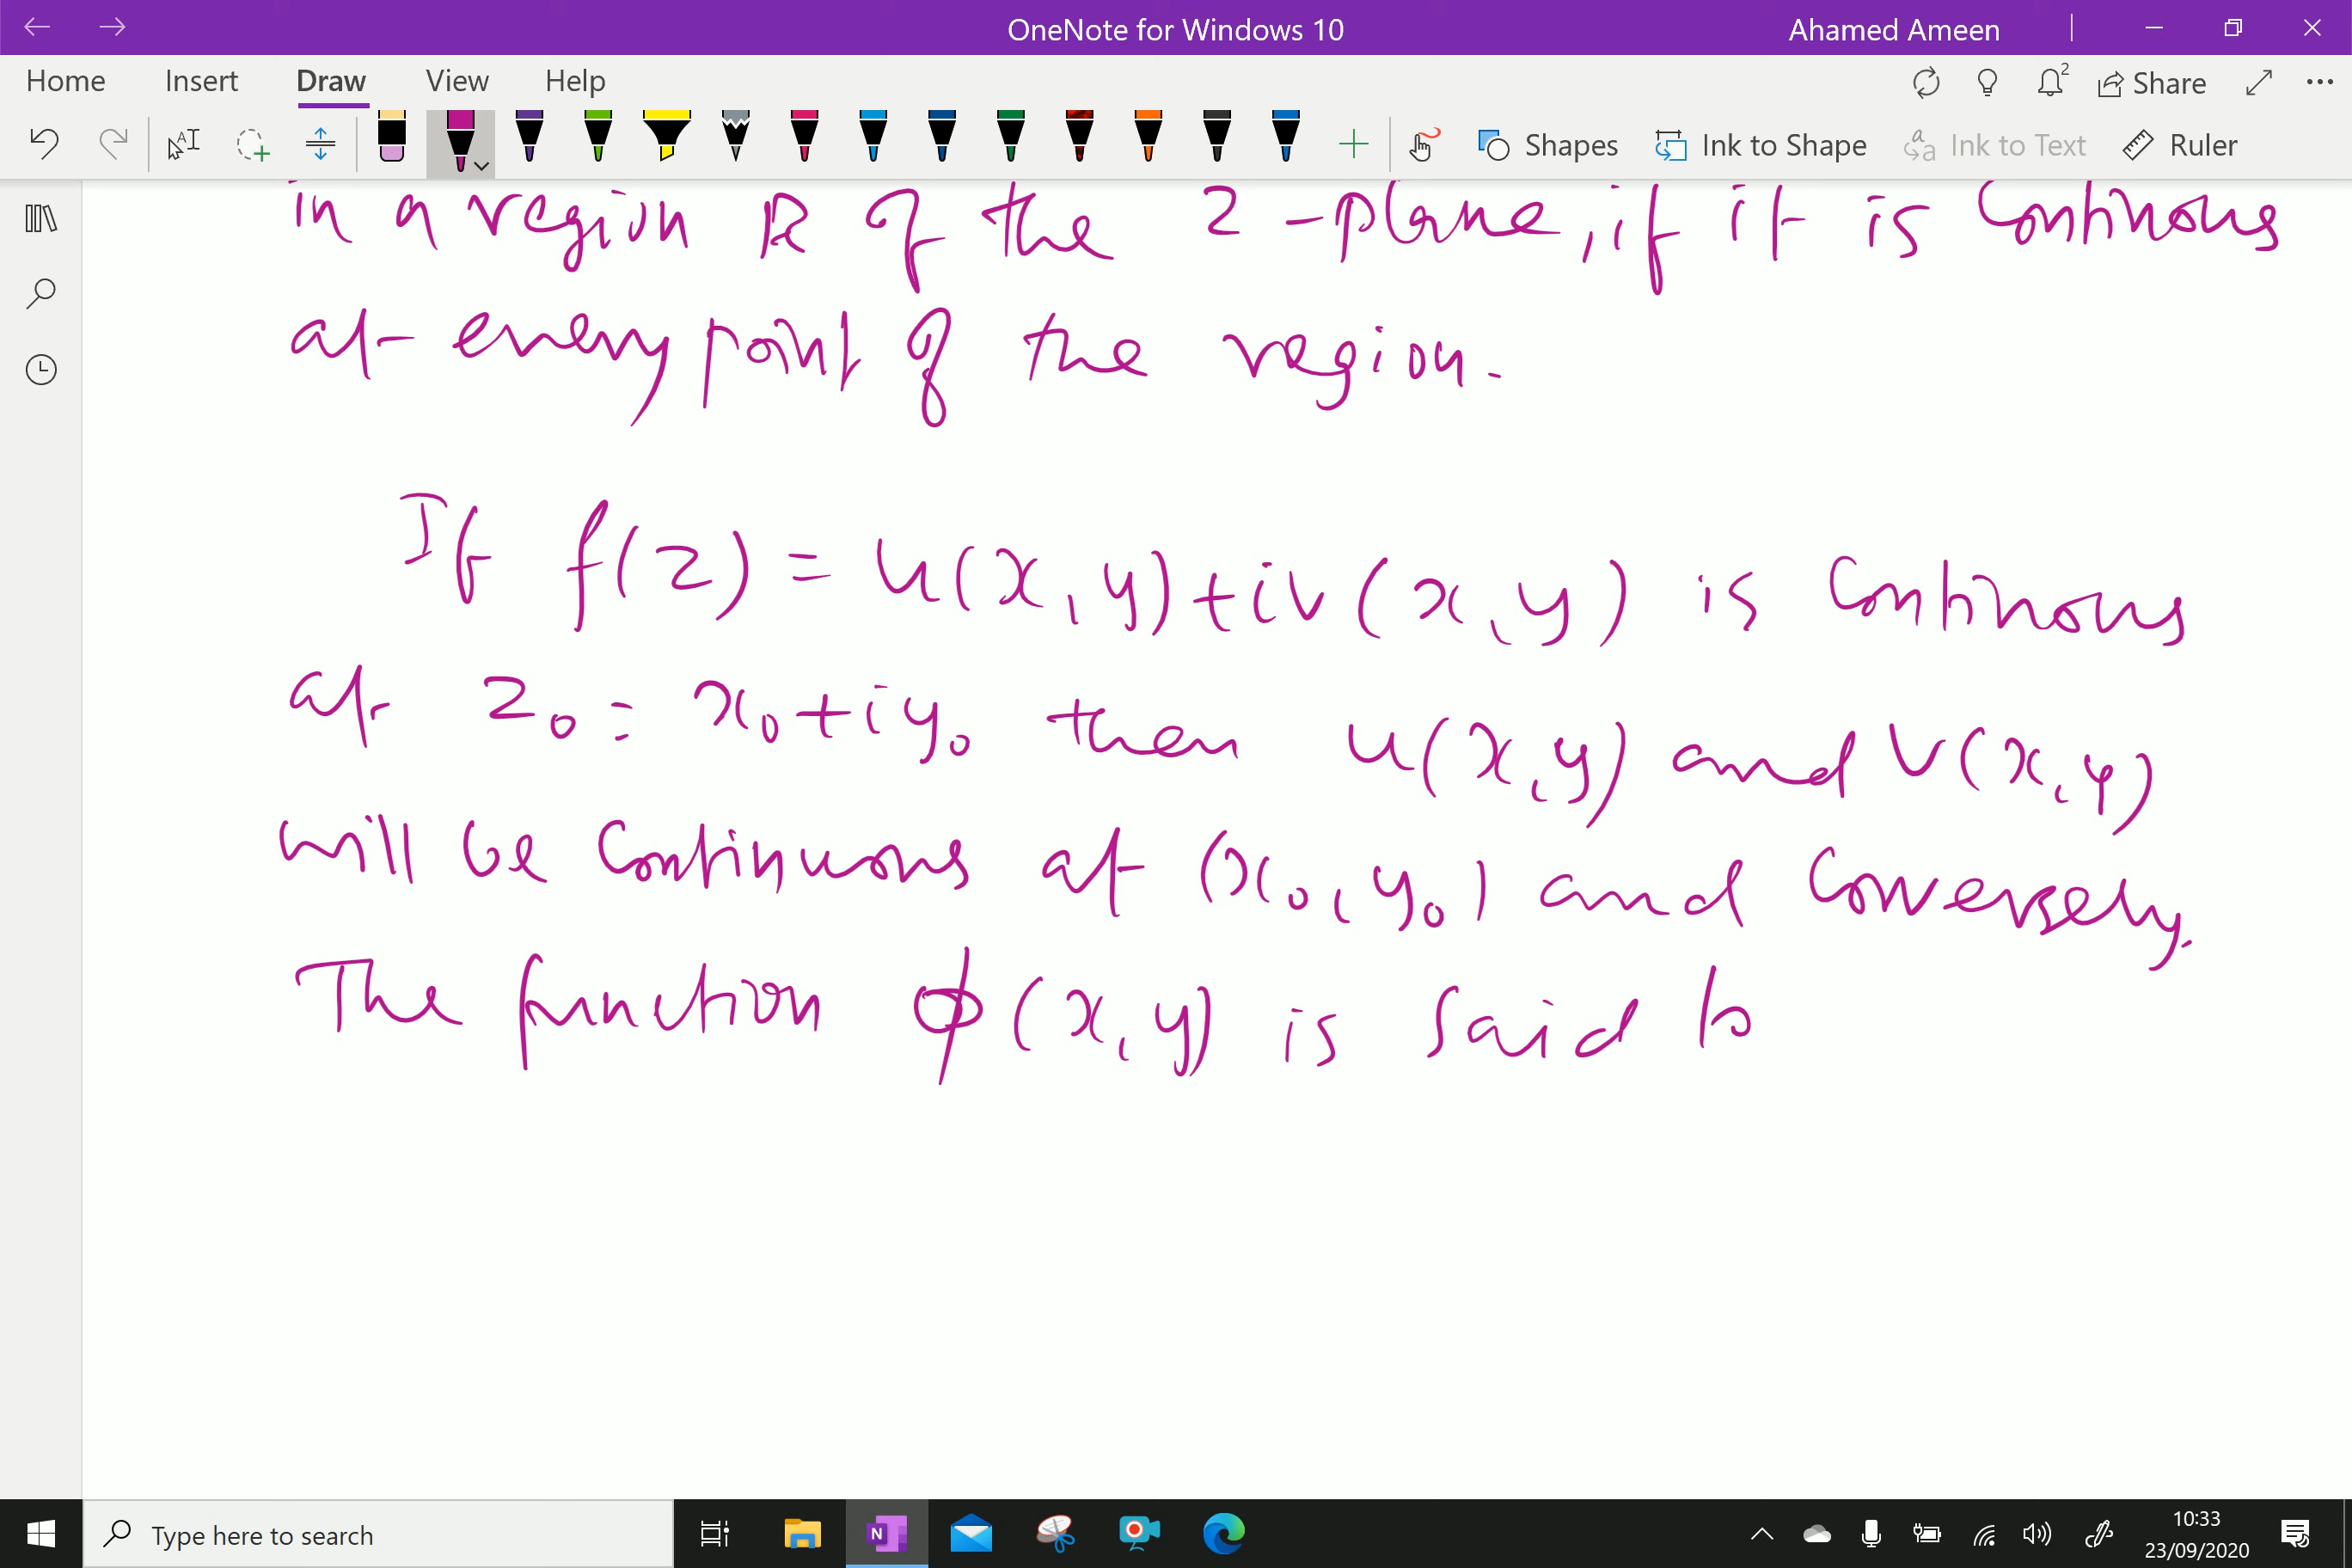 OneNote for Windows 10 Ahamed Ameen
Home Insert Draw View Help 2 Share
Shapes Ink to Shape Ink to Text Ruler
in a region R of the z-plane, if it is continous
at every point of the region.
If f(z) = u(x,y)+iv(x,y) is continous
at z₀ = x₀+iy₀ then u(x,y) and v(x,y)
will be continuous at (x₀,y₀) and conversely.
The function ϕ(x,y) is said to
Type here to search
10:33
23/09/2020